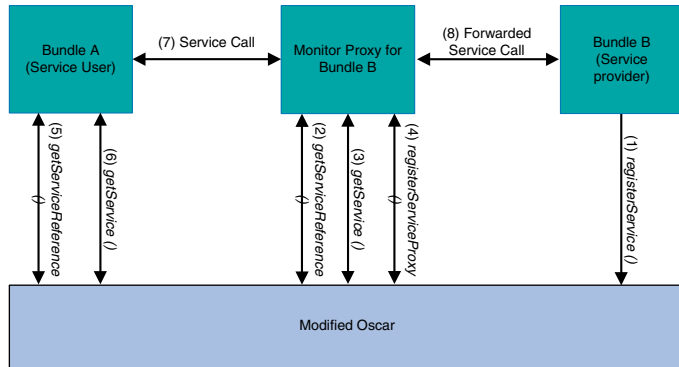 Bundle A
(Service User)
(7) Service Call
Monitor Proxy for
Bundle B
(8) Forwarded
Service Call
Bundle B
(Service
provider)
(5) getServiceReference
()
(6) getService ()
(2) getServiceReference
()
(3) getService ()
(4) registerServiceProxy
()
(1) registerService ()
Modified Oscar